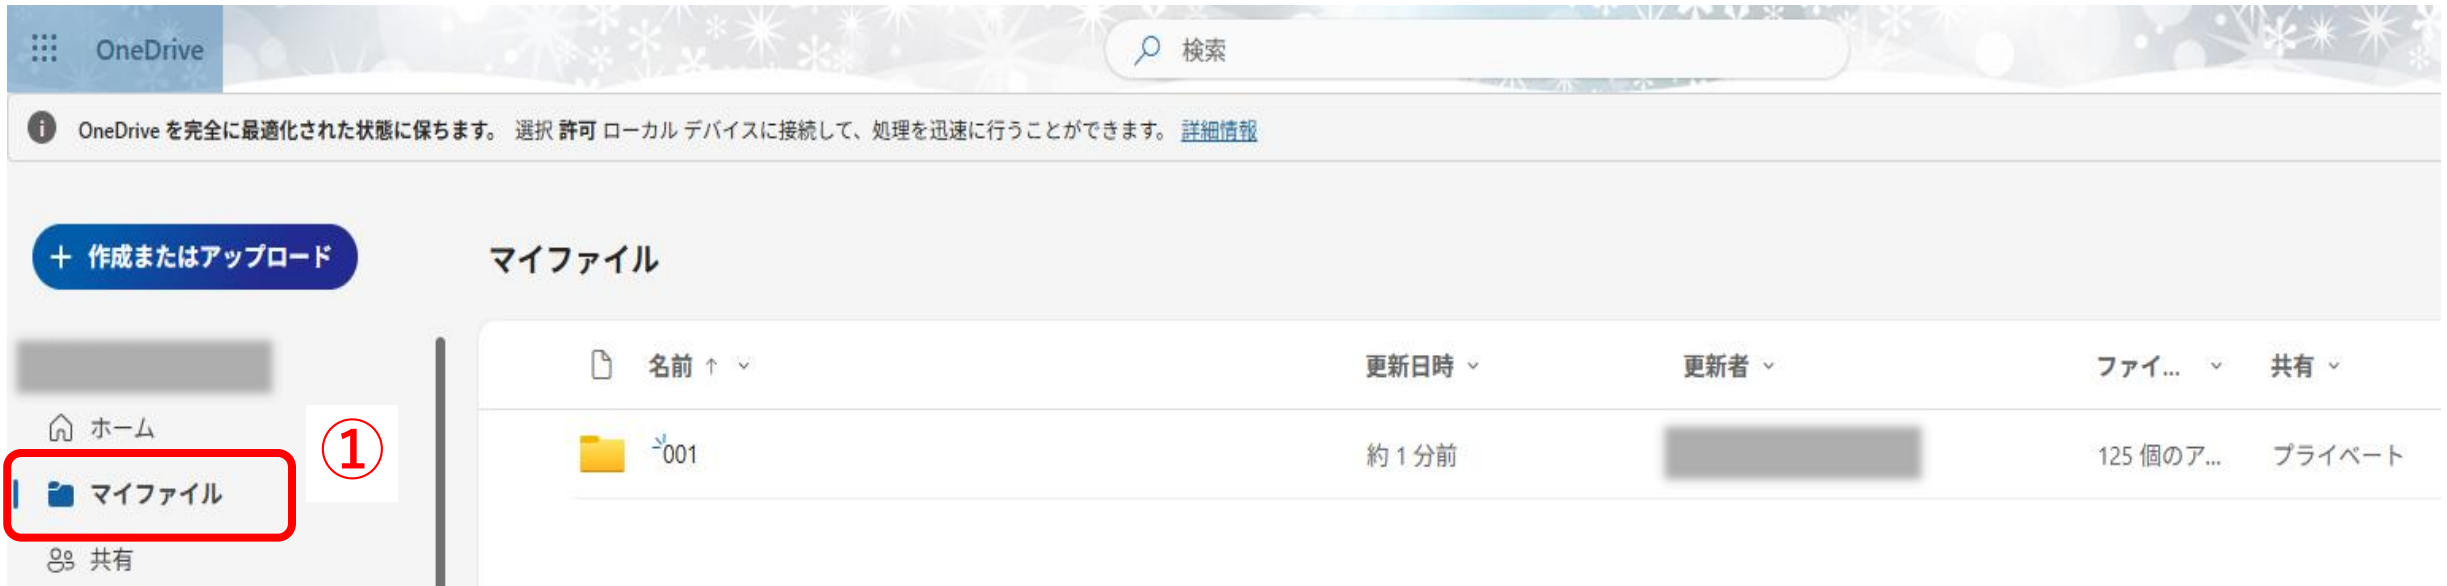 OneDrive
検索
OneDrive を完全に最適化された状態に保ちます。 選択 許可 ローカル デバイスに接続して、処理を迅速に行うことができます。 詳細情報
+ 作成またはアップロード
マイファイル
名前 ↑ 更新日時 更新者 ファイ... 共有
001 約 1 分前 125 個のア... プライベート
ホーム
①
マイファイル
共有